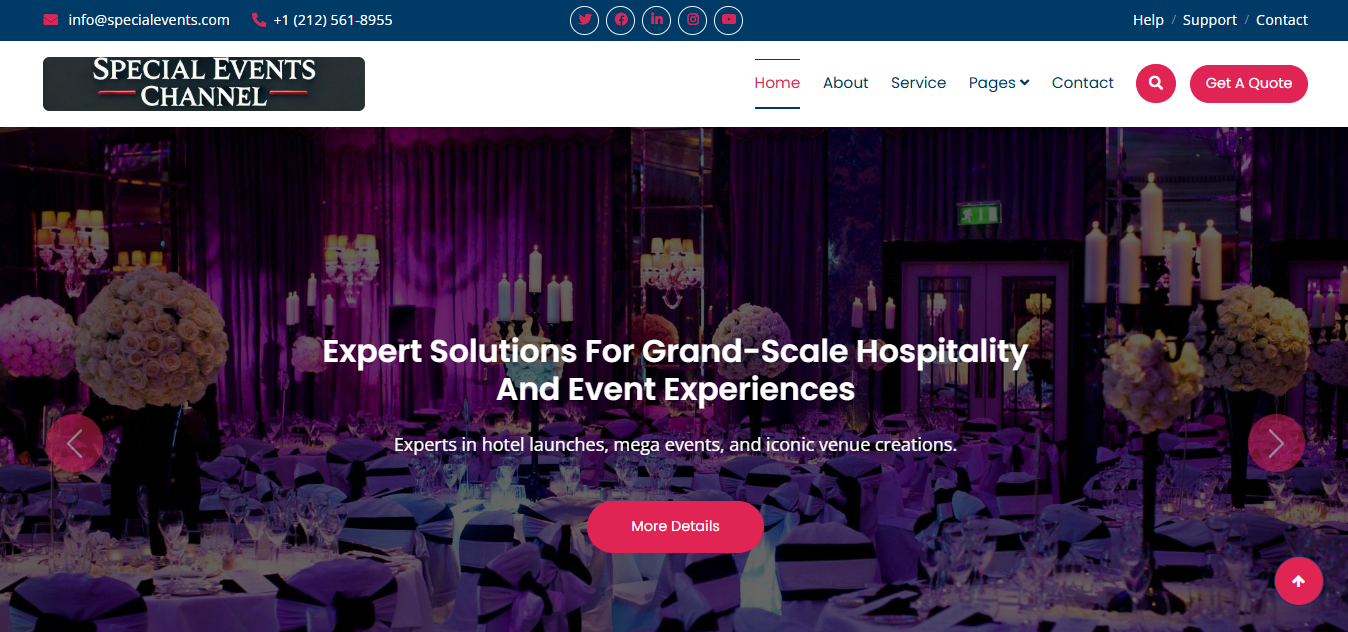 info@specialevents.com +1 (212) 561-8955 Help / Support / Contact
SPECIAL EVENTS
CHANNEL
Home About Service Pages Contact Get A Quote
Expert Solutions For Grand-Scale Hospitality
And Event Experiences
Experts in hotel launches, mega events, and iconic venue creations.
More Details